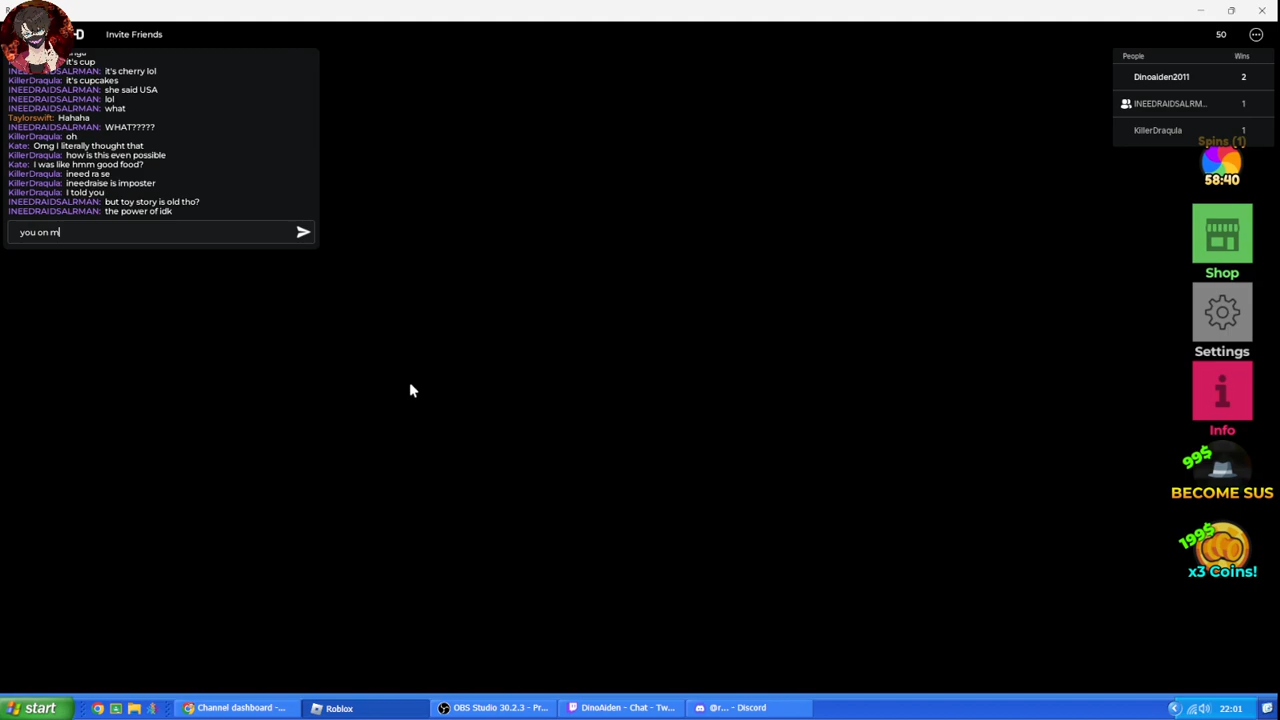 Invite Friends
50
it's cup
INEEDRAIDSALRMAN: it's cherry lol
KillerDraqula: it's cupcakes
INEEDRAIDSALRMAN: she said USA
INEEDRAIDSALRMAN: lol
INEEDRAIDSALRMAN: what
Taylorswift: Hahaha
INEEDRAIDSALRMAN: WHAT?????
KillerDraqula: oh
Kate: Omg I literally thought that
KillerDraqula: how is this even possible
Kate: I was like hmm good food?
KillerDraqula: ineed ra se
KillerDraqula: ineedraise is imposter
KillerDraqula: I told you
INEEDRAIDSALRMAN: but toy story is old tho?
INEEDRAIDSALRMAN: the power of idk
you on m
People Wins
Dinoaiden2011 2
INEEDRAIDSALRM... 1
KillerDraqula 1
Spins (1)
58:40
Shop
Settings
Info
99$
BECOME SUS
199$
x3 Coins!
start
Channel dashboard -...
Roblox
OBS Studio 30.2.3 - Pr...
DinoAiden - Chat - Tw...
@r... - Discord
22:01